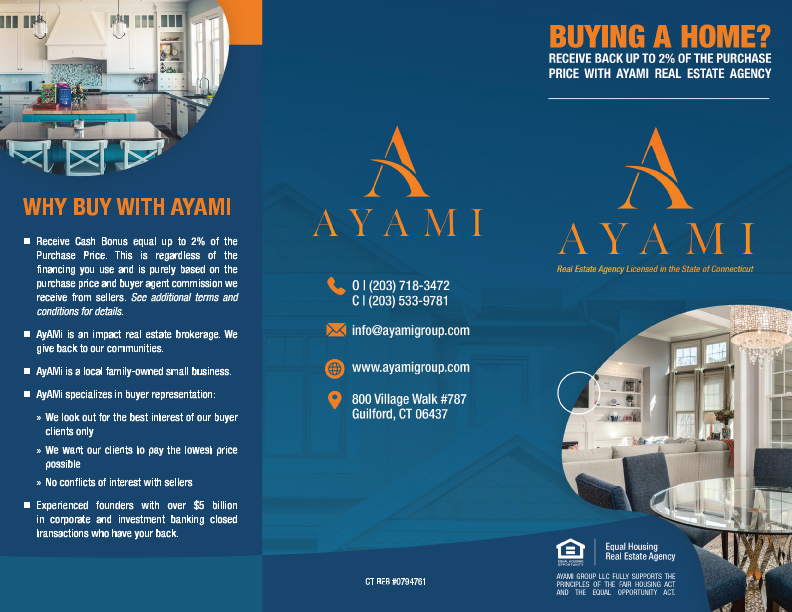 WHY BUY WITH AYAMI
■ Receive Cash Bonus equal up to 2% of the
Purchase Price. This is regardless of the
financing you use and is purely based on the
purchase price and buyer agent commission we
receive from sellers. See additional terms and
conditions for details.
■ AyAMi is an impact real estate brokerage. We
give back to our communities.
■ AyAMi is a local family-owned small business.
■ AyAMi specializes in buyer representation:
» We look out for the best interest of our buyer
clients only
» We want our clients to pay the lowest price
possible
» No conflicts of interest with sellers
■ Experienced founders with over $5 billion
in corporate and investment banking closed
transactions who have your back.
AYAMI
O | (203) 718-3472
C | (203) 533-9781
info@ayamigroup.com
www.ayamigroup.com
800 Village Walk #787
Guilford, CT 06437
CT REB #0794761
BUYING A HOME?
RECEIVE BACK UP TO 2% OF THE PURCHASE
PRICE WITH AYAMI REAL ESTATE AGENCY
AYAMI
Real Estate Agency Licensed in the State of Connecticut
EQUAL HOUSING
OPPORTUNITY
Equal Housing
Real Estate Agency
AYAMI GROUP LLC FULLY SUPPORTS THE
PRINCIPLES OF THE FAIR HOUSING ACT
AND THE EQUAL OPPORTUNITY ACT.